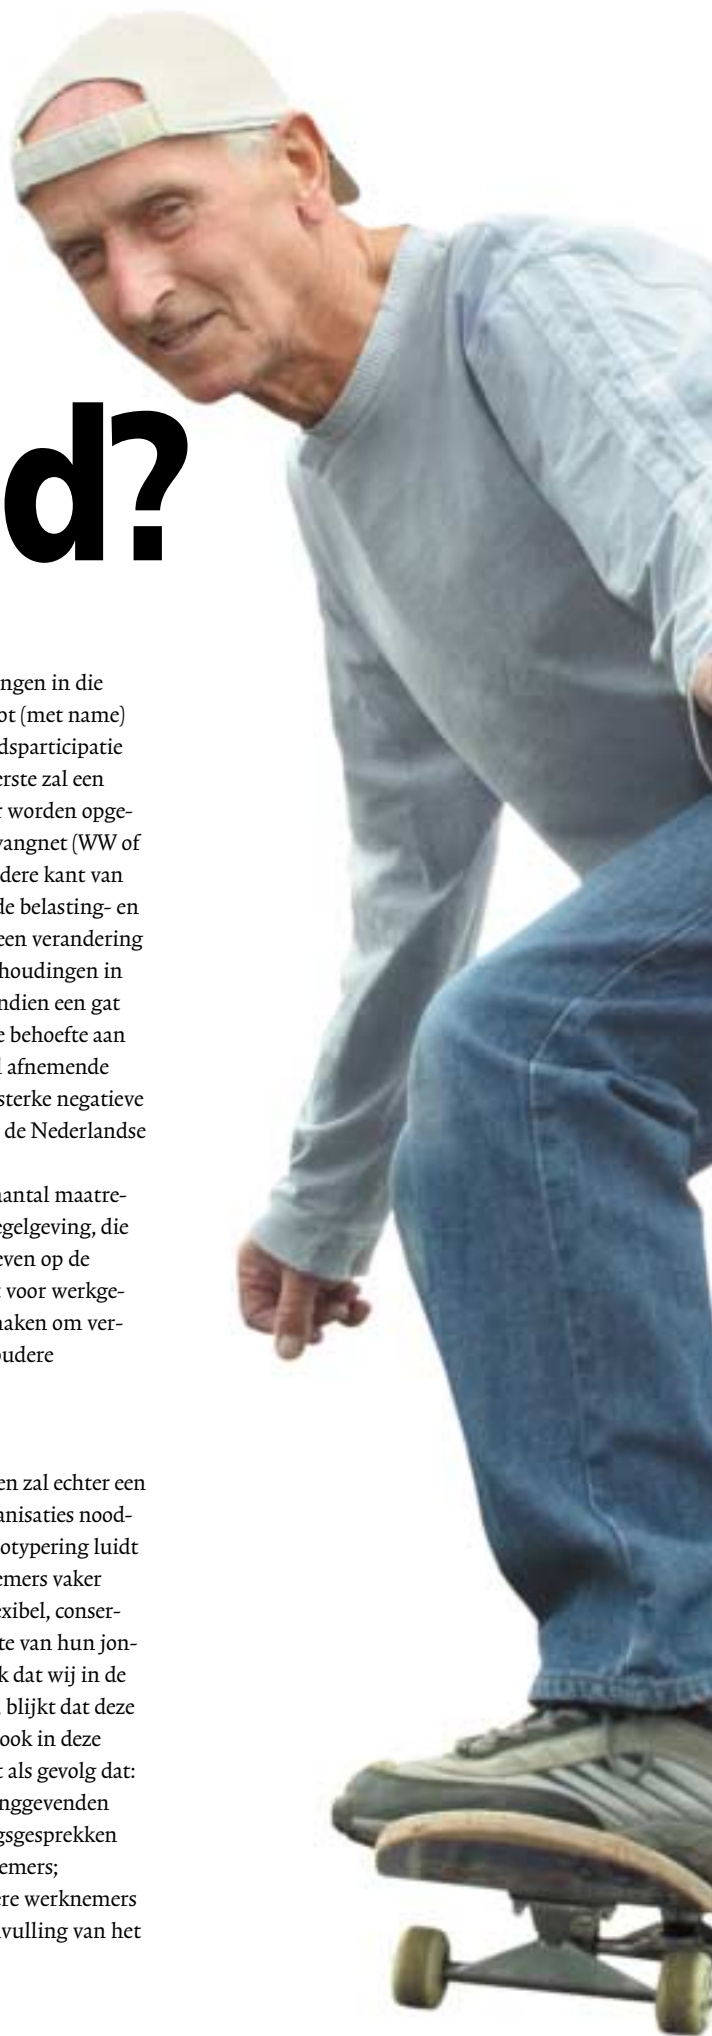 d?
ngen in die
ot (met name)
dsparticipatie
erste zal een
r worden opge-
vangnet (WW of
dere kant van
de belasting- en
een verandering
houdingen in
ndien een gat
e behoefte aan
l afnemende
sterke negatieve
de Nederlandse
aantal maatre-
egelgeving, die
even op de
t voor werkge-
naken om ver-
oudere
en zal echter een
anisaties nood-
otypering luidt
emers vaker
exibel, conser-
te van hun jon-
k dat wij in de
blijkt dat deze
ook in deze
t als gevolg dat:
nggevenden
gsgesprekken
emers;
ere werknemers
vulling van het